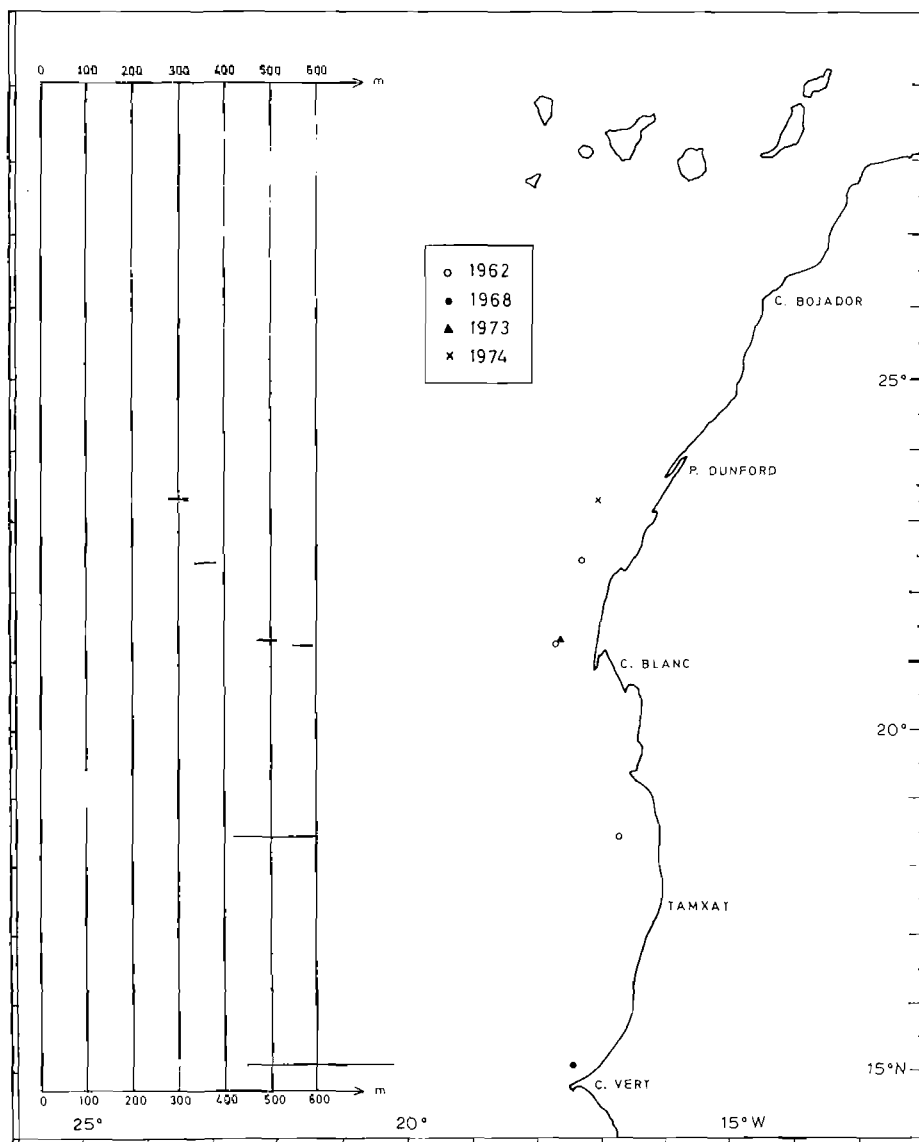 0 100 200 300 400 500 600 m
○ 1962
● 1968
▲ 1973
× 1974
C. BOJADOR
25°
P. DUNFORD
C. BLANC
20°
TAMXAT
15°N
C. VERT
0 100 200 300 400 500 600 m
25° 20° 15°W